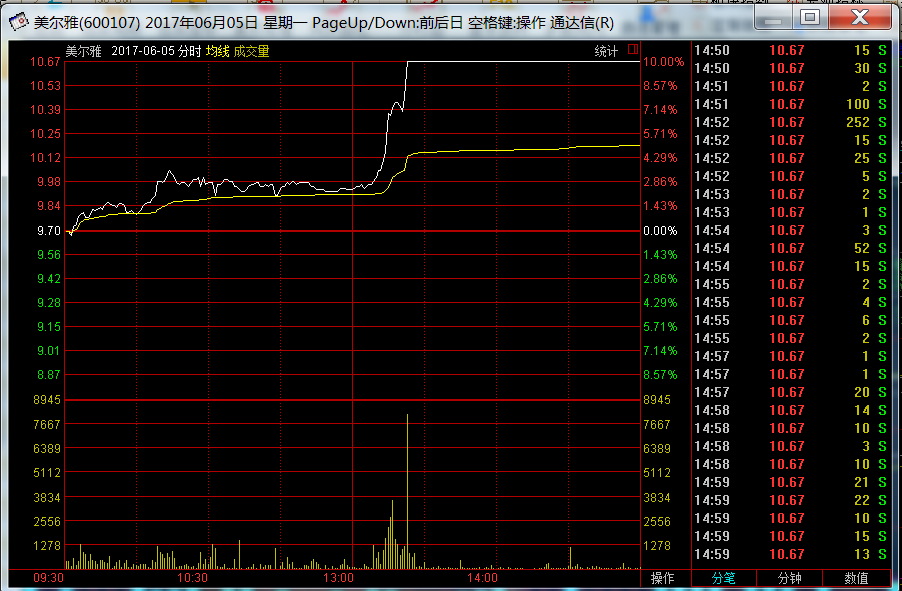 美尔雅(600107) 2017年06月05日 星期一 PageUp/Down:前后日 空格键:操作 通达信(R)
美尔雅 2017-06-05 分时 均线 成交量 统计
10.67 10.00%
10.53 8.57%
10.39 7.14%
10.25 5.71%
10.12 4.29%
9.98 2.86%
9.84 1.43%
9.70 0.00%
9.56 1.43%
9.42 2.86%
9.28 4.29%
9.15 5.71%
9.01 7.14%
8.87 8.57%
8945 8945
7667 7667
6389 6389
5112 5112
3834 3834
2556 2556
1278 1278
09:30 10:30 13:00 14:00 操作
14:50 10.67 15 S
14:50 10.67 30 S
14:51 10.67 2 S
14:51 10.67 100 S
14:52 10.67 252 S
14:52 10.67 15 S
14:52 10.67 25 S
14:52 10.67 5 S
14:53 10.67 2 S
14:53 10.67 1 S
14:54 10.67 3 S
14:54 10.67 52 S
14:54 10.67 15 S
14:55 10.67 2 S
14:55 10.67 4 S
14:55 10.67 6 S
14:55 10.67 2 S
14:57 10.67 1 S
14:57 10.67 1 S
14:57 10.67 20 S
14:58 10.67 14 S
14:58 10.67 10 S
14:58 10.67 3 S
14:58 10.67 10 S
14:59 10.67 21 S
14:59 10.67 22 S
14:59 10.67 10 S
14:59 10.67 15 S
14:59 10.67 13 S
分笔 分钟 数值